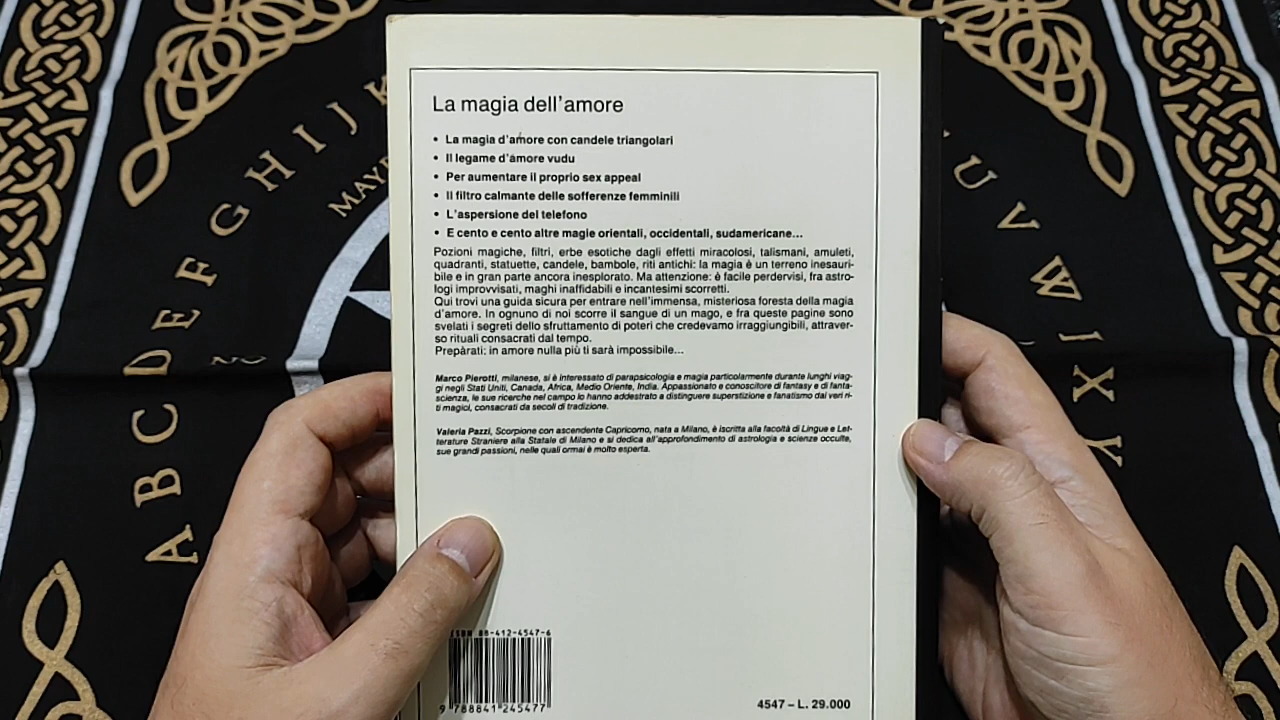 La magia dell'amore
• La magia d'amore con candele triangolari
• Il legame d'amore vudu
• Per aumentare il proprio sex appeal
• Il filtro calmante delle sofferenze femminili
• L'aspersione del telefono
• E cento e cento altre magie orientali, occidentali, sudamericane...
Pozioni magiche, filtri, erbe esotiche dagli effetti miracolosi, talismani, amuleti,
quadranti, statuette, candele, bambole, riti antichi: la magia è un terreno inesauri-
bile e in gran parte ancora inesplorato. Ma attenzione: è facile perdervisi, fra astro-
logi improvvisati, maghi inaffidabili e incantesimi scorretti.
Qui trovi una guida sicura per entrare nell'immensa, misteriosa foresta della magia
d'amore. In ognuno di noi scorre il sangue di un mago, e fra queste pagine sono
svelati i segreti dello sfruttamento di poteri che credevamo irraggiungibili, attraver-
so rituali consacrati dal tempo.
Prepàrati: in amore nulla più ti sarà impossibile...
Marco Pierotti, milanese, si è interessato di parapsicologia e magia particolarmente durante lunghi viag-
gi negli Stati Uniti, Canada, Africa, Medio Oriente, India. Appassionato e conoscitore di fantasy e di fanta-
scienza, le sue ricerche nel campo lo hanno addestrato a distinguere superstizione e fanatismo dai veri ri-
ti magici, consacrati da secoli di tradizione.
Valeria Pazzi, Scorpione con ascendente Capricorno, nata a Milano, è iscritta alla facoltà di Lingue e Let-
terature Straniere alla Statale di Milano e si dedica all'approfondimento di astrologia e scienze occulte,
sue grandi passioni, nelle quali ormai è molto esperta.
ISBN 88-412-4547-6
9 788841 245477
4547 – L. 29.000
A B C D E F G H I J K
U V W I X Y